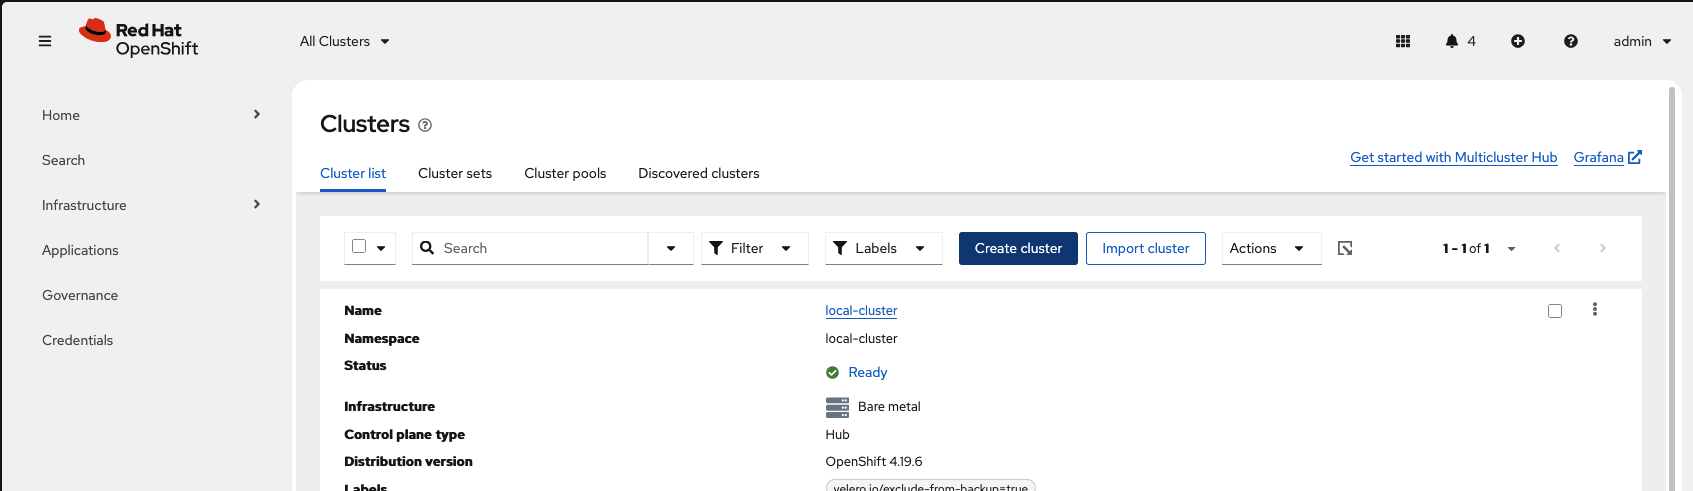 Red Hat
OpenShift
All Clusters
4
admin
Home
Search
Infrastructure
Applications
Governance
Credentials
Clusters
Get started with Multicluster Hub
Grafana
Cluster list
Cluster sets
Cluster pools
Discovered clusters
Search
Filter
Labels
Create cluster
Import cluster
Actions
1 - 1 of 1
Name
local-cluster
Namespace
local-cluster
Status
Ready
Infrastructure
Bare metal
Control plane type
Hub
Distribution version
OpenShift 4.19.6
Labels
velero.io/exclude-from-backup=true